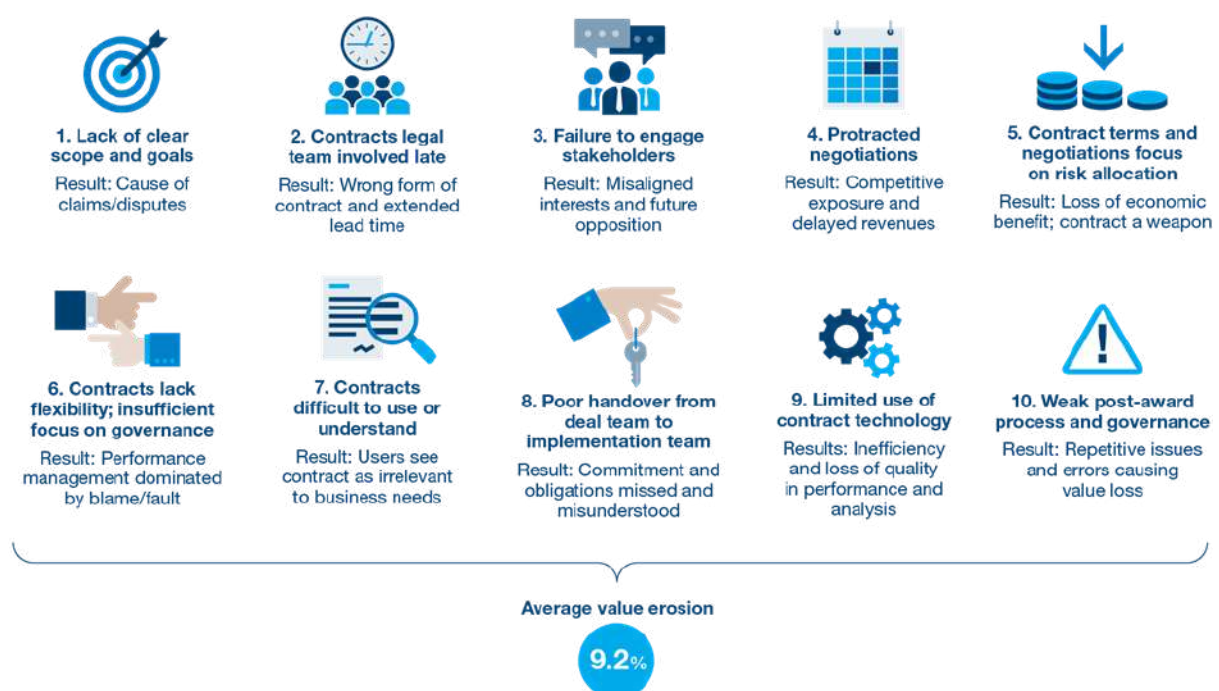 1. Lack of clear
scope and goals
Result: Cause of
claims/disputes
2. Contracts legal
team involved late
Result: Wrong form of
contract and extended
lead time
3. Failure to engage
stakeholders
Result: Misaligned
interests and future
opposition
4. Protracted
negotiations
Result: Competitive
exposure and
delayed revenues
5. Contract terms and
negotiations focus
on risk allocation
Result: Loss of economic
benefit; contract a weapon
6. Contracts lack
flexibility; insufficient
focus on governance
Result: Performance
management dominated
by blame/fault
7. Contracts
difficult to use or
understand
Result: Users see
contract as irrelevant
to business needs
8. Poor handover from
deal team to
implementation team
Result: Commitment and
obligations missed and
misunderstood
9. Limited use of
contract technology
Results: Inefficiency
and loss of quality
in performance and
analysis
10. Weak post-award
process and governance
Result: Repetitive issues
and errors causing
value loss
Average value erosion
9.2%